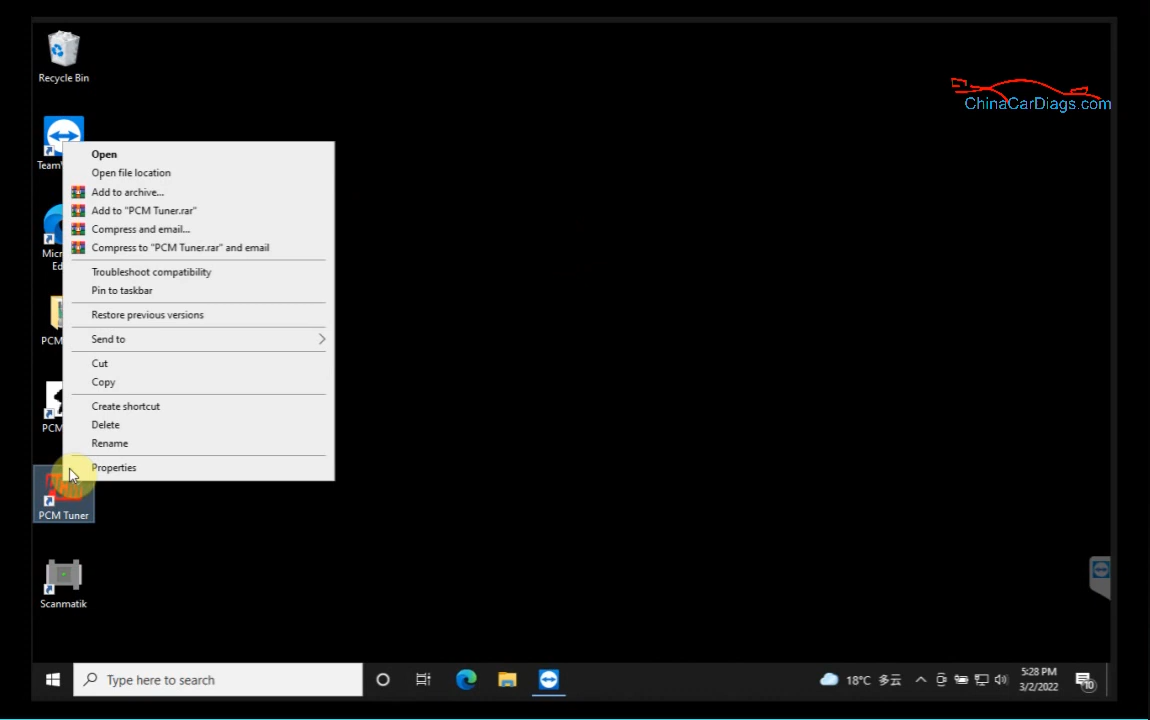 Recycle Bin
ChinaCarDiags.com
Team
Open
Open file location
Add to archive...
Add to "PCM Tuner.rar"
Compress and email...
Compress to "PCM Tuner.rar" and email
Micr
Ed
Troubleshoot compatibility
Pin to taskbar
Restore previous versions
PCM
Send to
Cut
Copy
Create shortcut
PCM
Delete
Rename
Properties
PCM Tuner
Scanmatik
Type here to search
18°C 多云
5:28 PM
3/2/2022
10